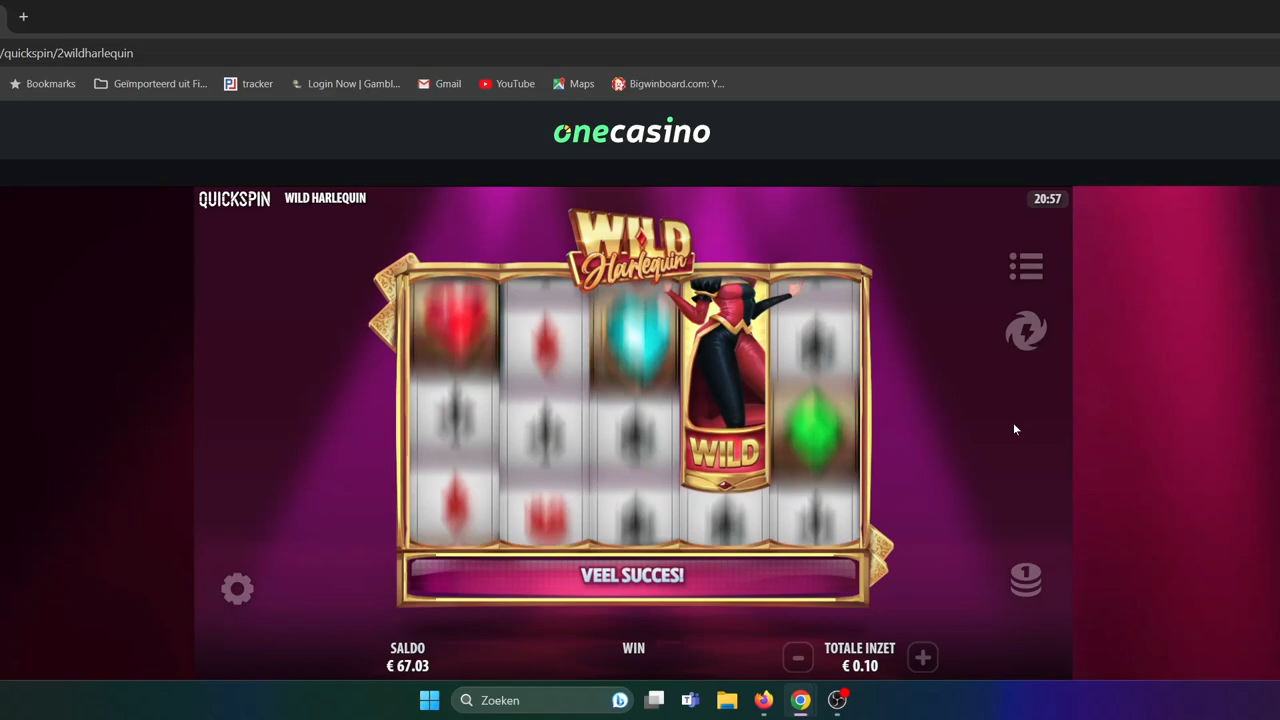 +
/quickspin/2wildharlequin
Bookmarks
Geïmporteerd uit Fi...
tracker
Login Now | Gambl...
Gmail
YouTube
Maps
Bigwinboard.com: Y...
onecasino
QUICKSPIN
WILD HARLEQUIN
20:57
WILD
Harlequin
WILD
VEEL SUCCES!
1
SALDO
€ 67.03
WIN
TOTALE INZET
€ 0.10
Zoeken